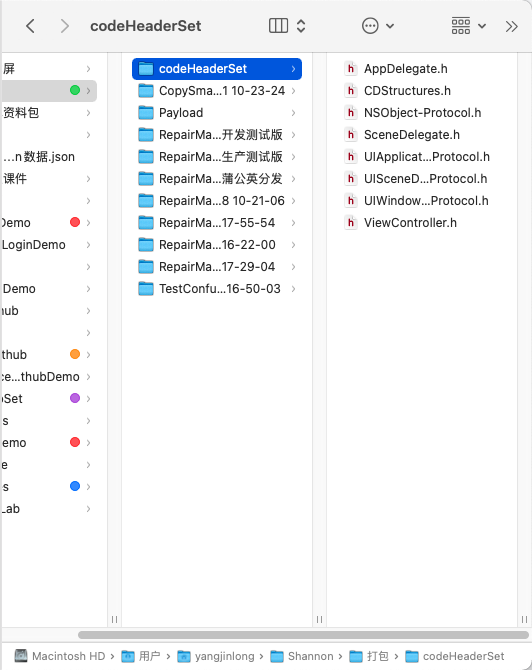 codeHeaderSet
屏
资料包
...n数据.json
课件
Demo
LoginDemo
Demo
hub
thub
ce...thubDemo
oSet
s
emo
e
s
Lab
codeHeaderSet
CopySma...1 10-23-24
Payload
RepairMa...开发测试版
RepairMa...生产测试版
RepairMa...蒲公英分发
RepairMa...8 10-21-06
RepairMa...17-55-54
RepairMa...16-22-00
RepairMa...17-29-04
TestConfu...16-50-03
AppDelegate.h
CDStructures.h
NSObject-Protocol.h
SceneDelegate.h
UIApplicat...Protocol.h
UISceneD...Protocol.h
UIWindow...Protocol.h
ViewController.h
Macintosh HD › 用户 › yangjinlong › Shannon › 打包 › codeHeaderSet